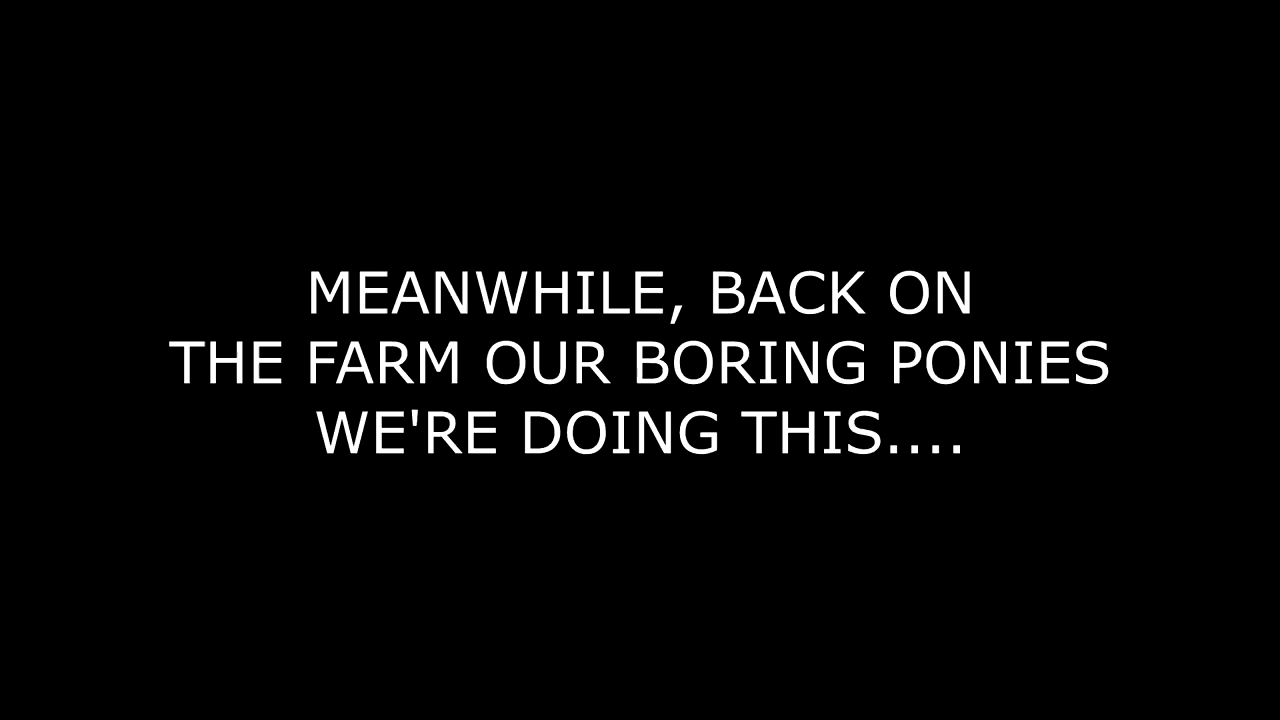 MEANWHILE, BACK ON
THE FARM OUR BORING PONIES
WE'RE DOING THIS....